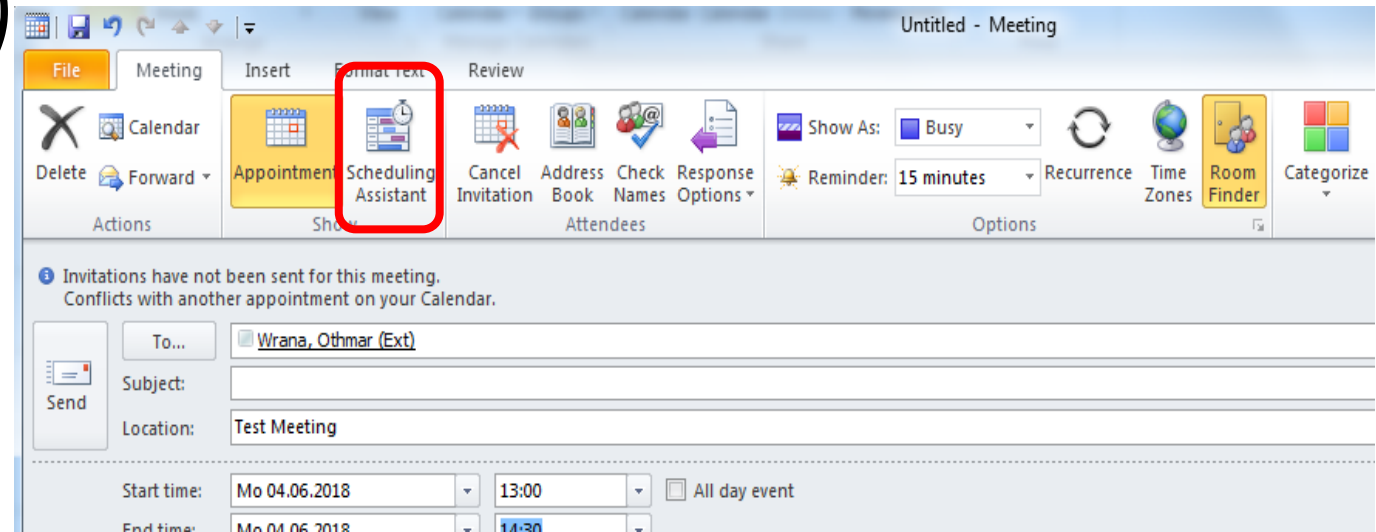 Untitled - Meeting
File Meeting Insert Format Text Review
Delete Calendar Forward Appointment Scheduling Assistant Cancel Invitation Address Book Check Names Response Options Show As: Busy Reminder: 15 minutes Recurrence Time Zones Room Finder Categorize
Actions Show Attendees Options
Invitations have not been sent for this meeting.
Conflicts with another appointment on your Calendar.
To... Wrana, Othmar (Ext)
Send
Subject:
Location: Test Meeting
Start time: Mo 04.06.2018 13:00 All day event
End time: Mo 04.06.2018 14:30